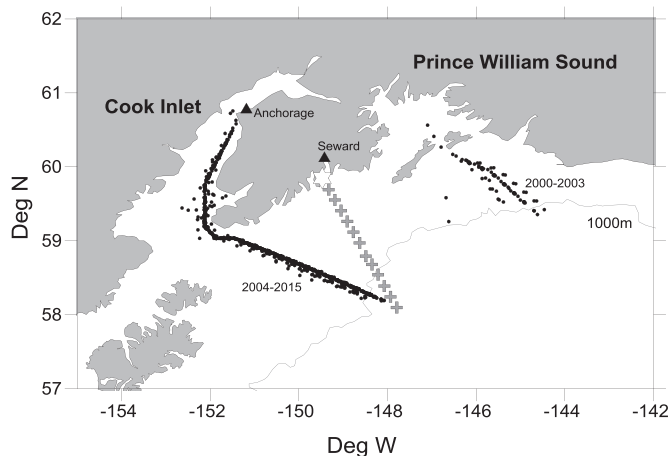 62
Prince William Sound
61
Cook Inlet
Anchorage
Seward
60
2000-2003
1000m
59
2004-2015
58
57
Deg N
-154 -152 -150 -148 -146 -144 -142
Deg W